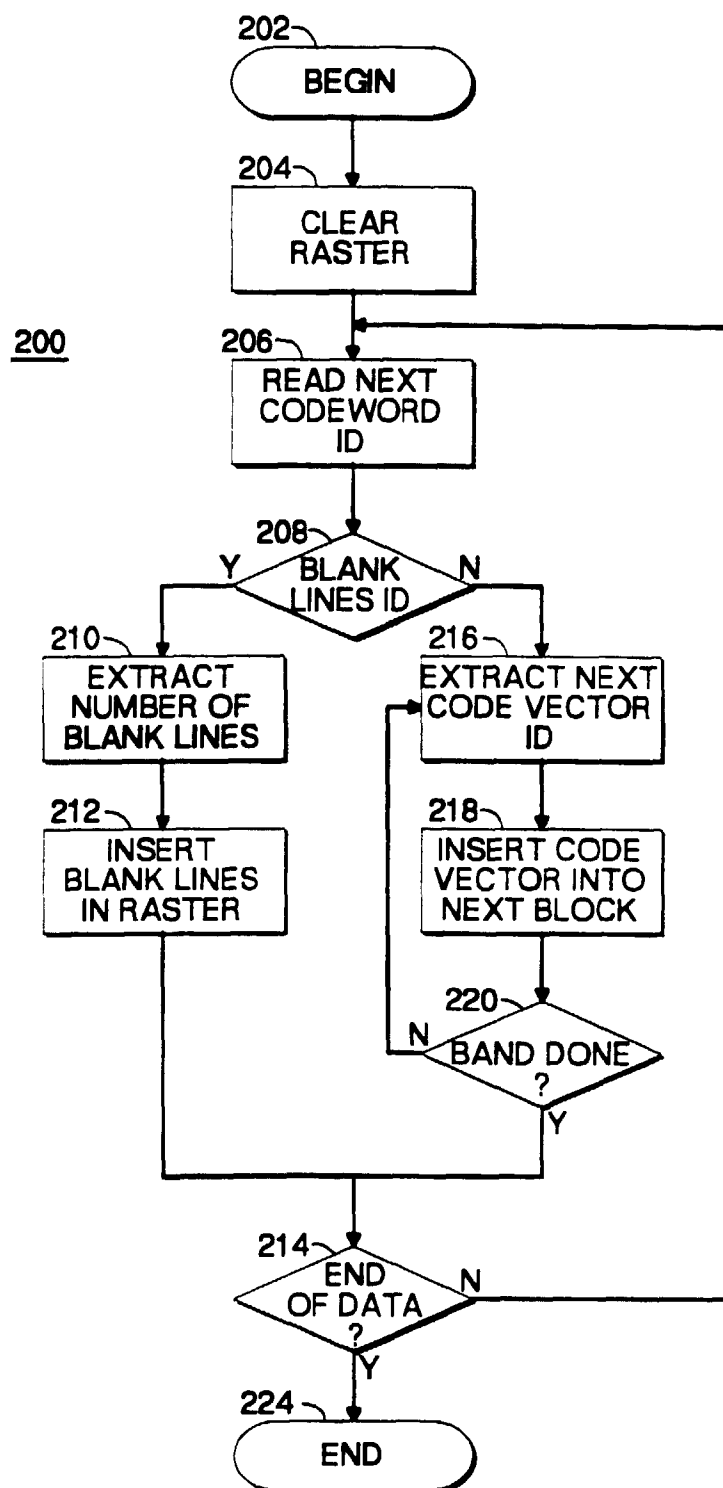 202
BEGIN
204
CLEAR
RASTER
200
206
READ NEXT
CODEWORD
ID
208
Y
BLANK
LINES ID
N
210
EXTRACT
NUMBER OF
BLANK LINES
216
EXTRACT NEXT
CODE VECTOR
ID
212
INSERT
BLANK LINES
IN RASTER
218
INSERT CODE
VECTOR INTO
NEXT BLOCK
220
N
BAND DONE
?
Y
214
END
OF DATA
?
N
Y
224
END